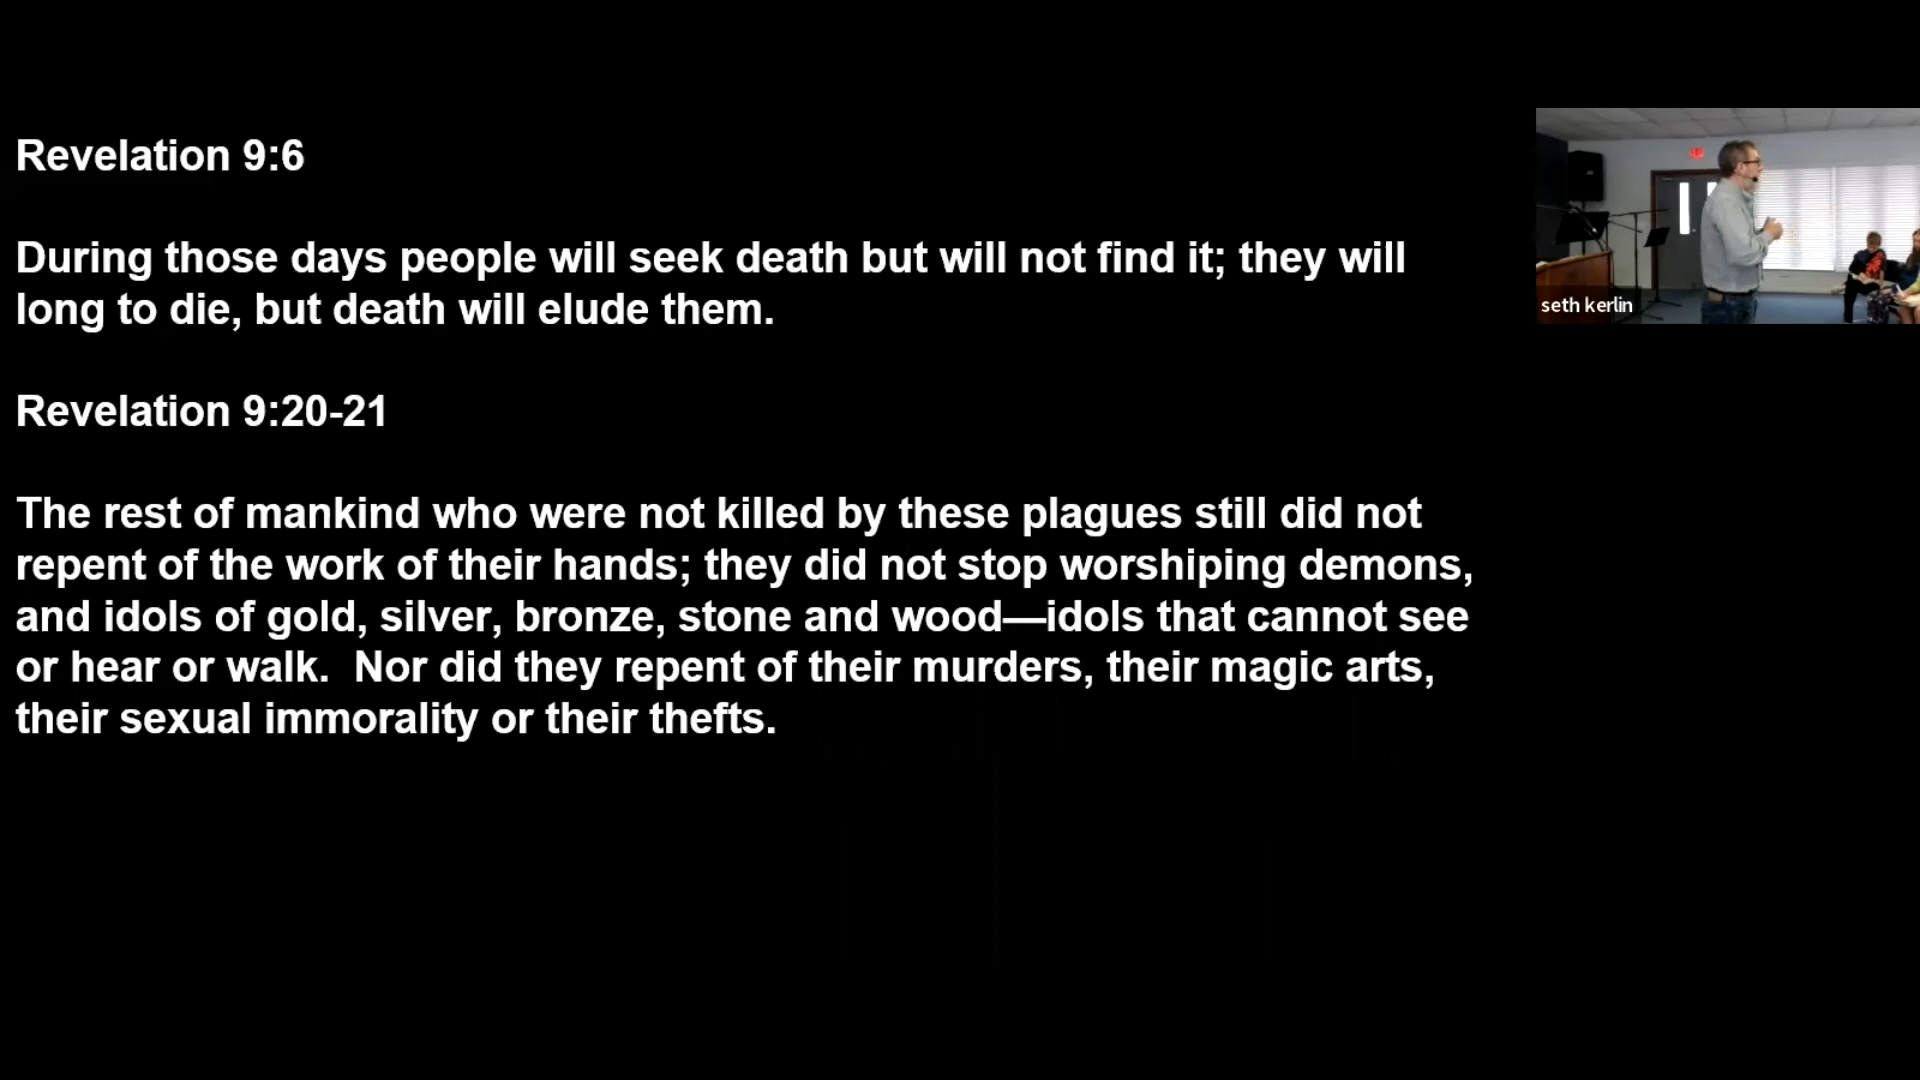 Revelation 9:6
During those days people will seek death but will not find it; they will
long to die, but death will elude them.
Revelation 9:20-21
The rest of mankind who were not killed by these plagues still did not
repent of the work of their hands; they did not stop worshiping demons,
and idols of gold, silver, bronze, stone and wood—idols that cannot see
or hear or walk.  Nor did they repent of their murders, their magic arts,
their sexual immorality or their thefts.
seth kerlin